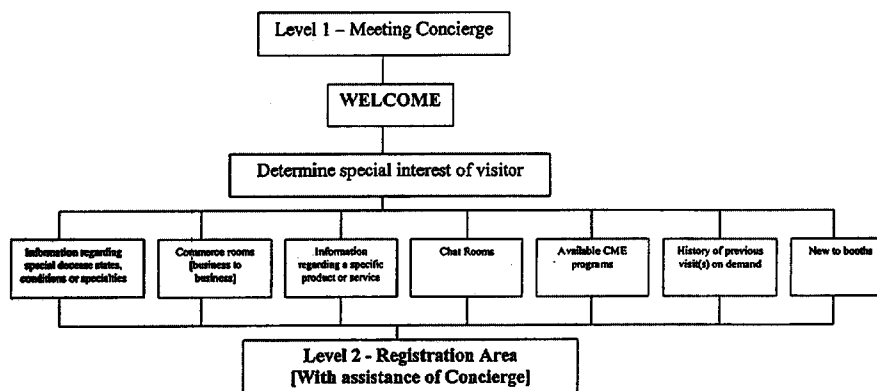 Level 1 – Meeting Concierge
WELCOME
Determine special interest of visitor
Information regarding
special decease states,
conditions or specialties
Commerce rooms
[business to
business]
Information
regarding a specific
product or service
Chat Rooms
Available CME
programs
History of previous
visit(s) on demand
New to booths
Level 2 - Registration Area
[With assistance of Concierge]